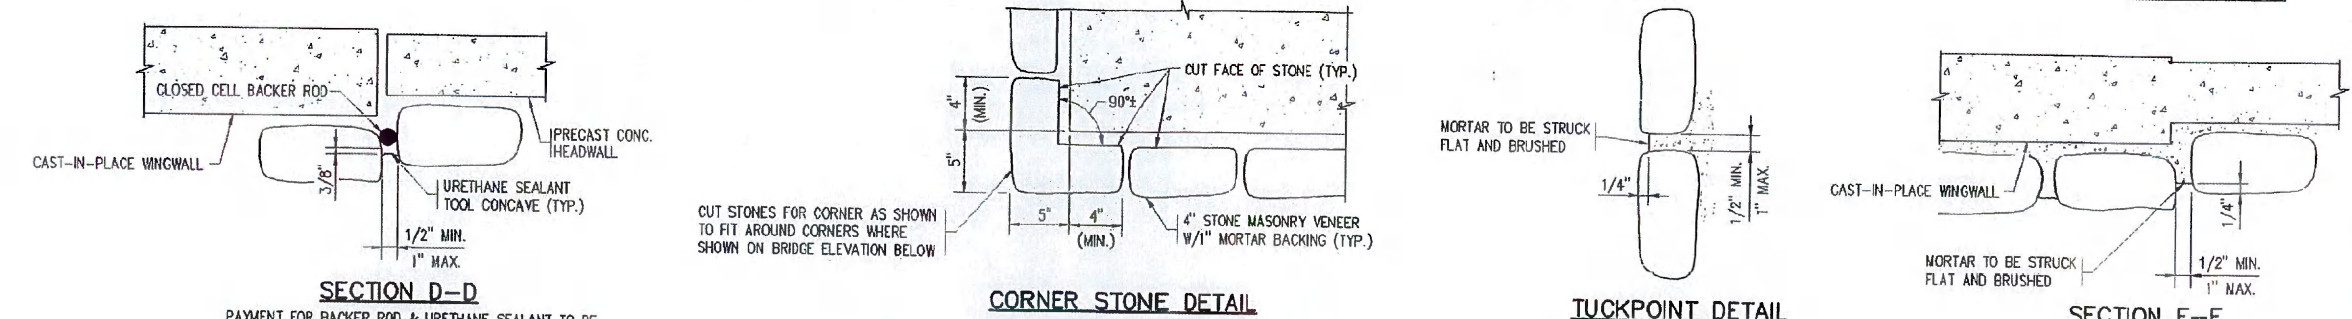 CLOSED CELL BACKER ROD
PRECAST CONC.
HEADWALL
CAST-IN-PLACE WINGWALL
3/8"
URETHANE SEALANT
TOOL CONCAVE (TYP.)
1/2" MIN.
1" MAX.
SECTION D-D
PAYMENT FOR BACKER ROD & URETHANE SEALANT TO BE
CUT FACE OF STONE (TYP.)
4"
(MIN.)
90°±
5"
CUT STONES FOR CORNER AS SHOWN
TO FIT AROUND CORNERS WHERE
SHOWN ON BRIDGE ELEVATION BELOW
5"
4"
(MIN.)
4" STONE MASONRY VENEER
W/1" MORTAR BACKING (TYP.)
CORNER STONE DETAIL
MORTAR TO BE STRUCK
FLAT AND BRUSHED
1/4"
1/2" MIN.
1" MAX.
TUCKPOINT DETAIL
CAST-IN-PLACE WINGWALL
1/4"
MORTAR TO BE STRUCK
FLAT AND BRUSHED
1/2" MIN.
1" MAX.
SECTION